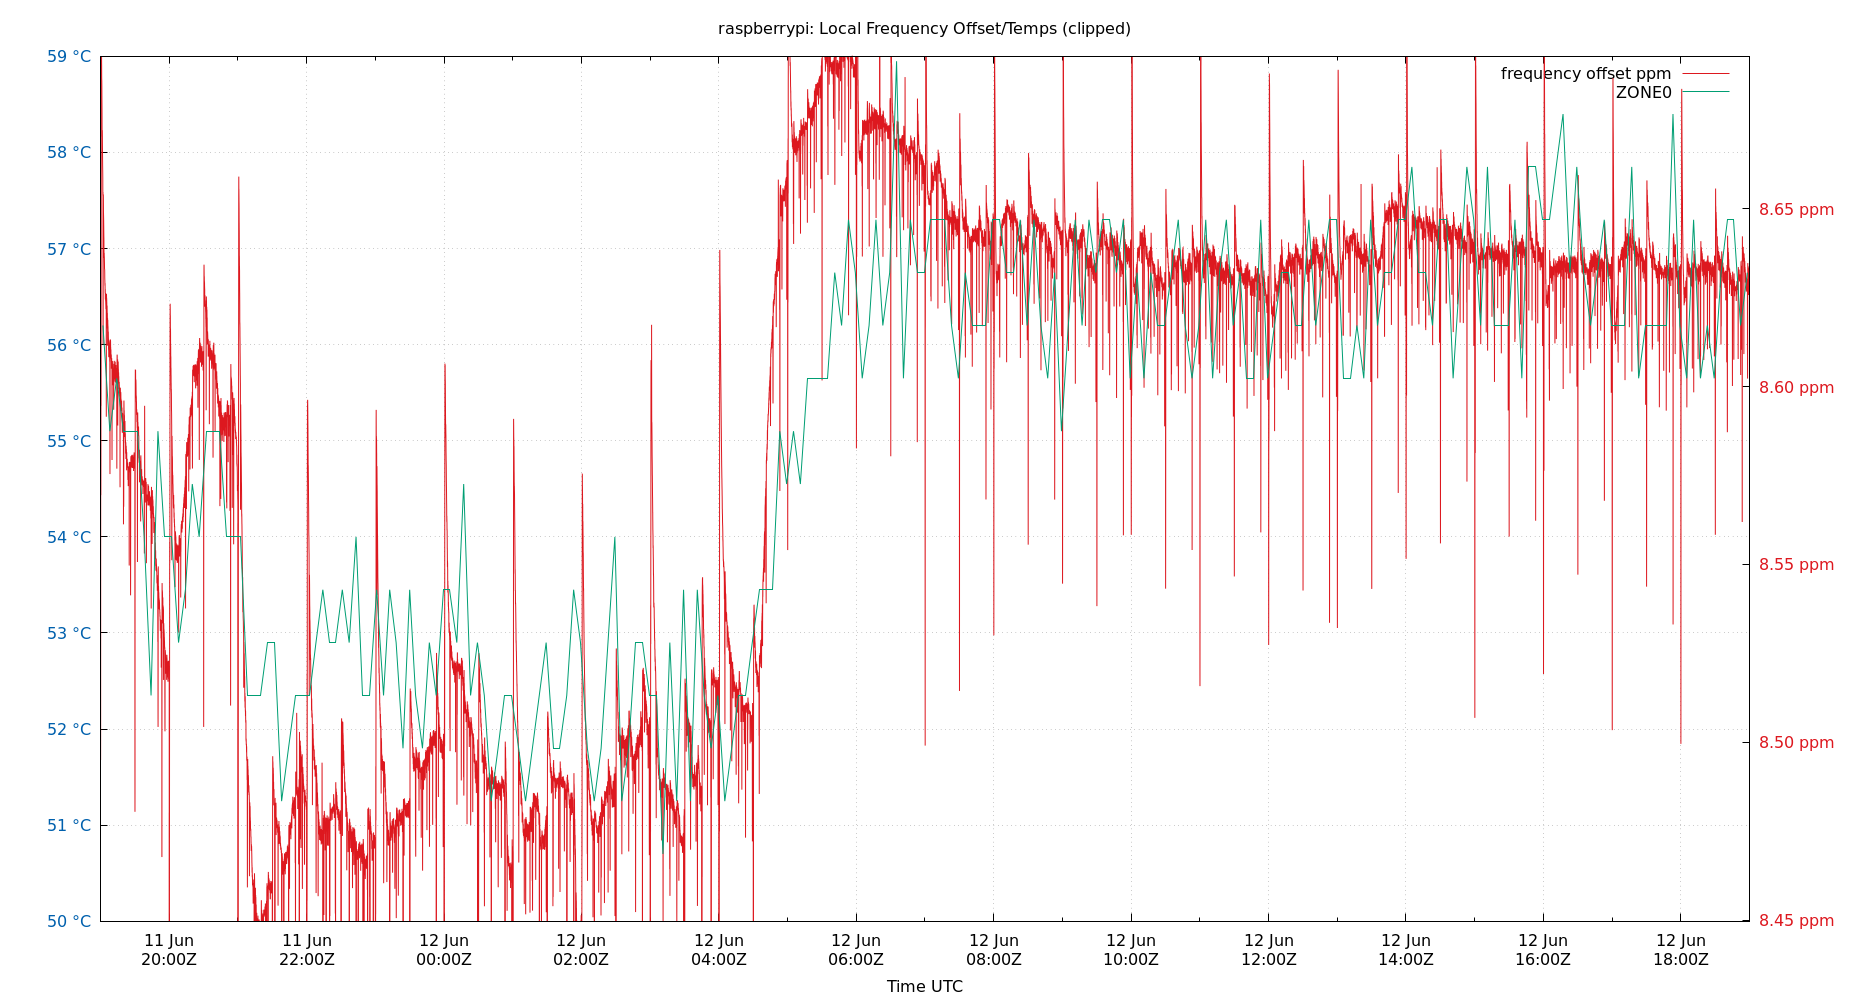 raspberrypi: Local Frequency Offset/Temps (clipped)
59 °C
58 °C
57 °C
56 °C
55 °C
54 °C
53 °C
52 °C
51 °C
50 °C
frequency offset ppm
ZONE0
8.65 ppm
8.60 ppm
8.55 ppm
8.50 ppm
8.45 ppm
11 Jun 11 Jun 12 Jun 12 Jun 12 Jun 12 Jun 12 Jun 12 Jun 12 Jun 12 Jun 12 Jun 12 Jun
20:00Z 22:00Z 00:00Z 02:00Z 04:00Z 06:00Z 08:00Z 10:00Z 12:00Z 14:00Z 16:00Z 18:00Z
Time UTC